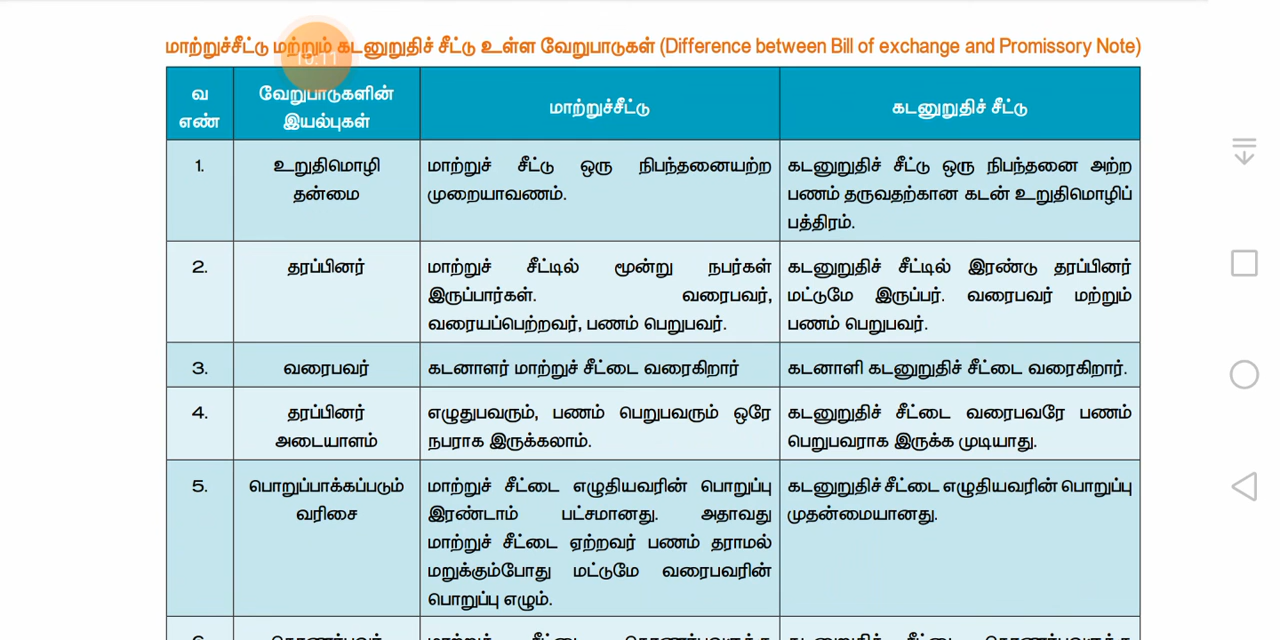 மாற்றுச்சீட்டு மற்றும் கடனுறுதிச் சீட்டு உள்ள வேறுபாடுகள் (Difference between Bill of exchange and Promissory Note)
வ எண்
வேறுபாடுகளின் இயல்புகள்
மாற்றுச்சீட்டு
கடனுறுதிச் சீட்டு
1.
உறுதிமொழி
தன்மை
மாற்றுச் சீட்டு ஒரு நிபந்தனையற்ற
முறையாவணம்.
கடனுறுதிச் சீட்டு ஒரு நிபந்தனை அற்ற
பணம் தருவதற்கான கடன் உறுதிமொழிப்
பத்திரம்.
2.
தரப்பினர்
மாற்றுச் சீட்டில் மூன்று நபர்கள்
இருப்பார்கள். வரைபவர்,
வரையப்பெற்றவர், பணம் பெறுபவர்.
கடனுறுதிச் சீட்டில் இரண்டு தரப்பினர்
மட்டுமே இருப்பர். வரைபவர் மற்றும்
பணம் பெறுபவர்.
3.
வரைபவர்
கடனாளர் மாற்றுச் சீட்டை வரைகிறார்
கடனாளி கடனுறுதிச் சீட்டை வரைகிறார்.
4.
தரப்பினர்
அடையாளம்
எழுதுபவரும், பணம் பெறுபவரும் ஒரே
நபராக இருக்கலாம்.
கடனுறுதிச் சீட்டை வரைபவரே பணம்
பெறுபவராக இருக்க முடியாது.
5.
பொறுப்பாக்கப்படும்
வரிசை
மாற்றுச் சீட்டை எழுதியவரின் பொறுப்பு
இரண்டாம் பட்சமானது. அதாவது
மாற்றுச் சீட்டை ஏற்றவர் பணம் தராமல்
மறுக்கும்போது மட்டுமே வரைபவரின்
பொறுப்பு எழும்.
கடனுறுதிச் சீட்டை எழுதியவரின் பொறுப்பு
முதன்மையானது.